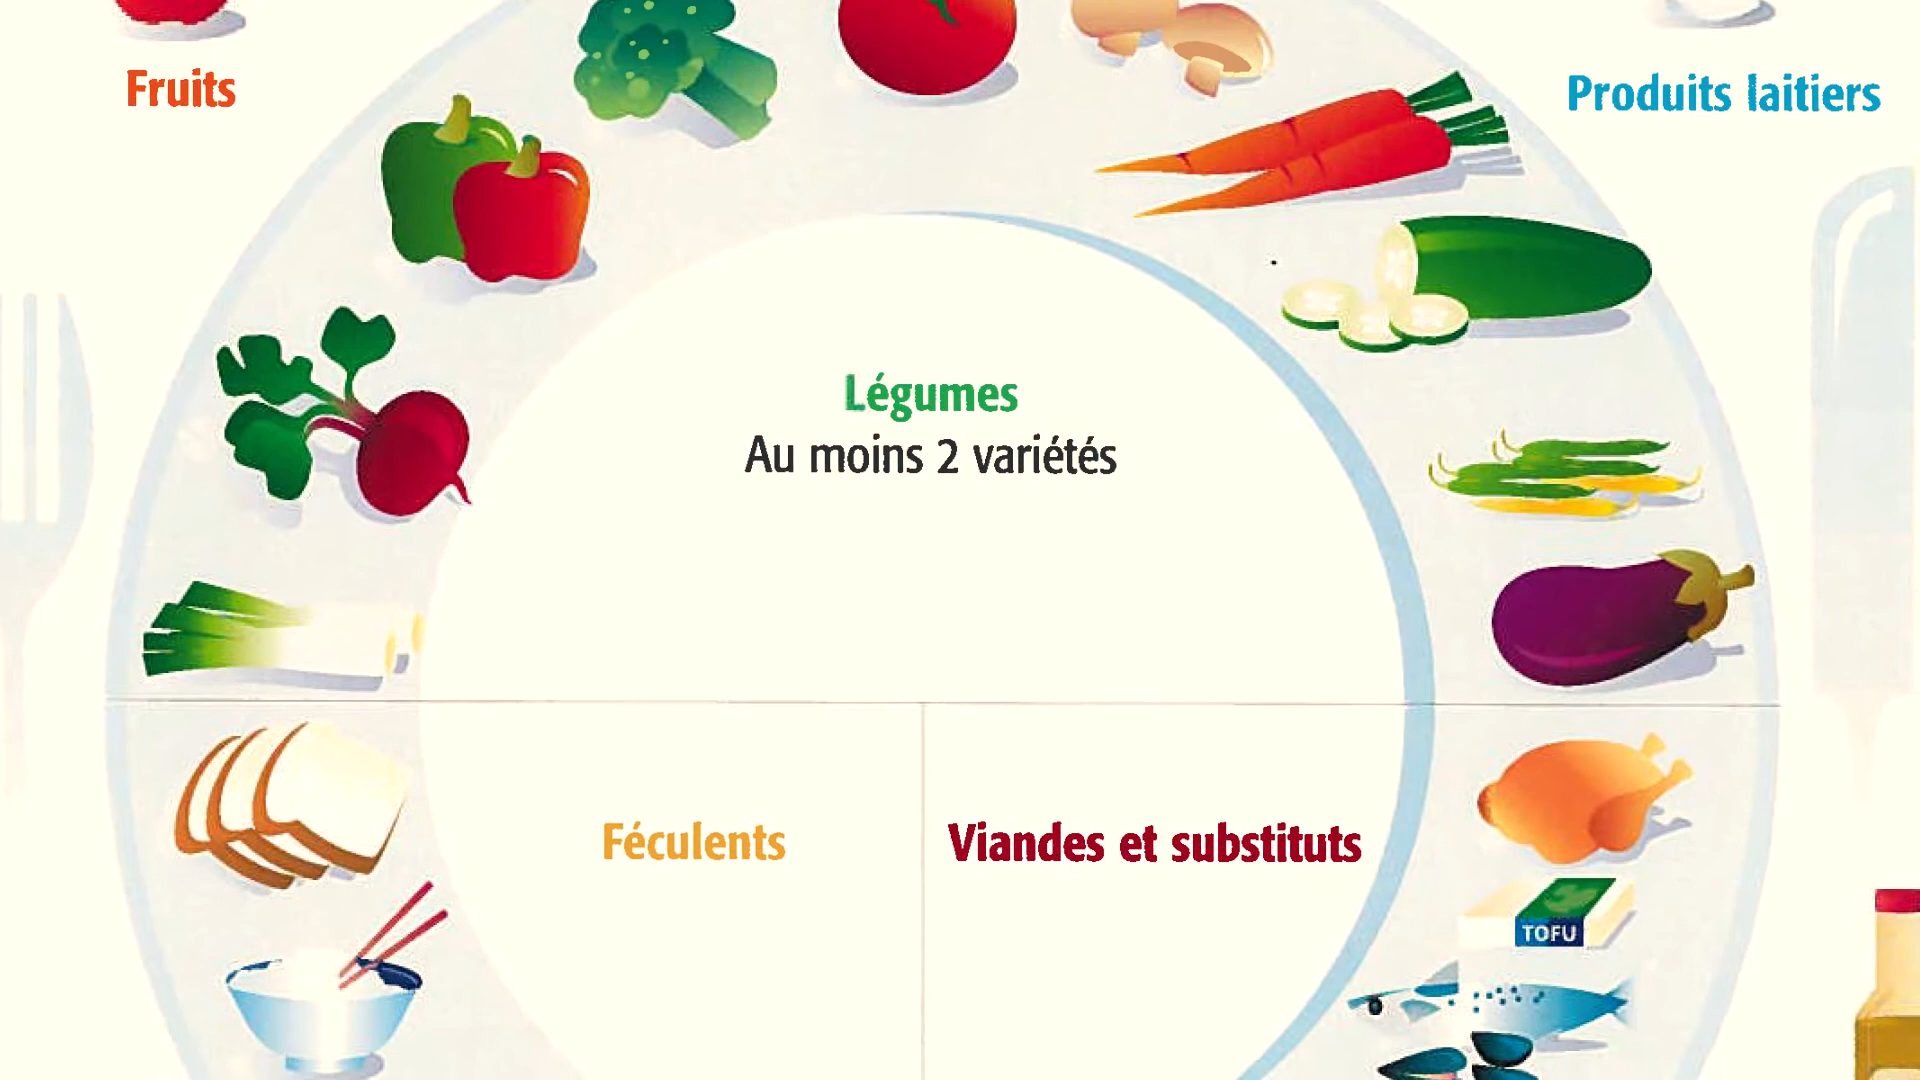 Fruits
Produits laitiers
Légumes
Au moins 2 variétés
Féculents
Viandes et substituts
TOFU